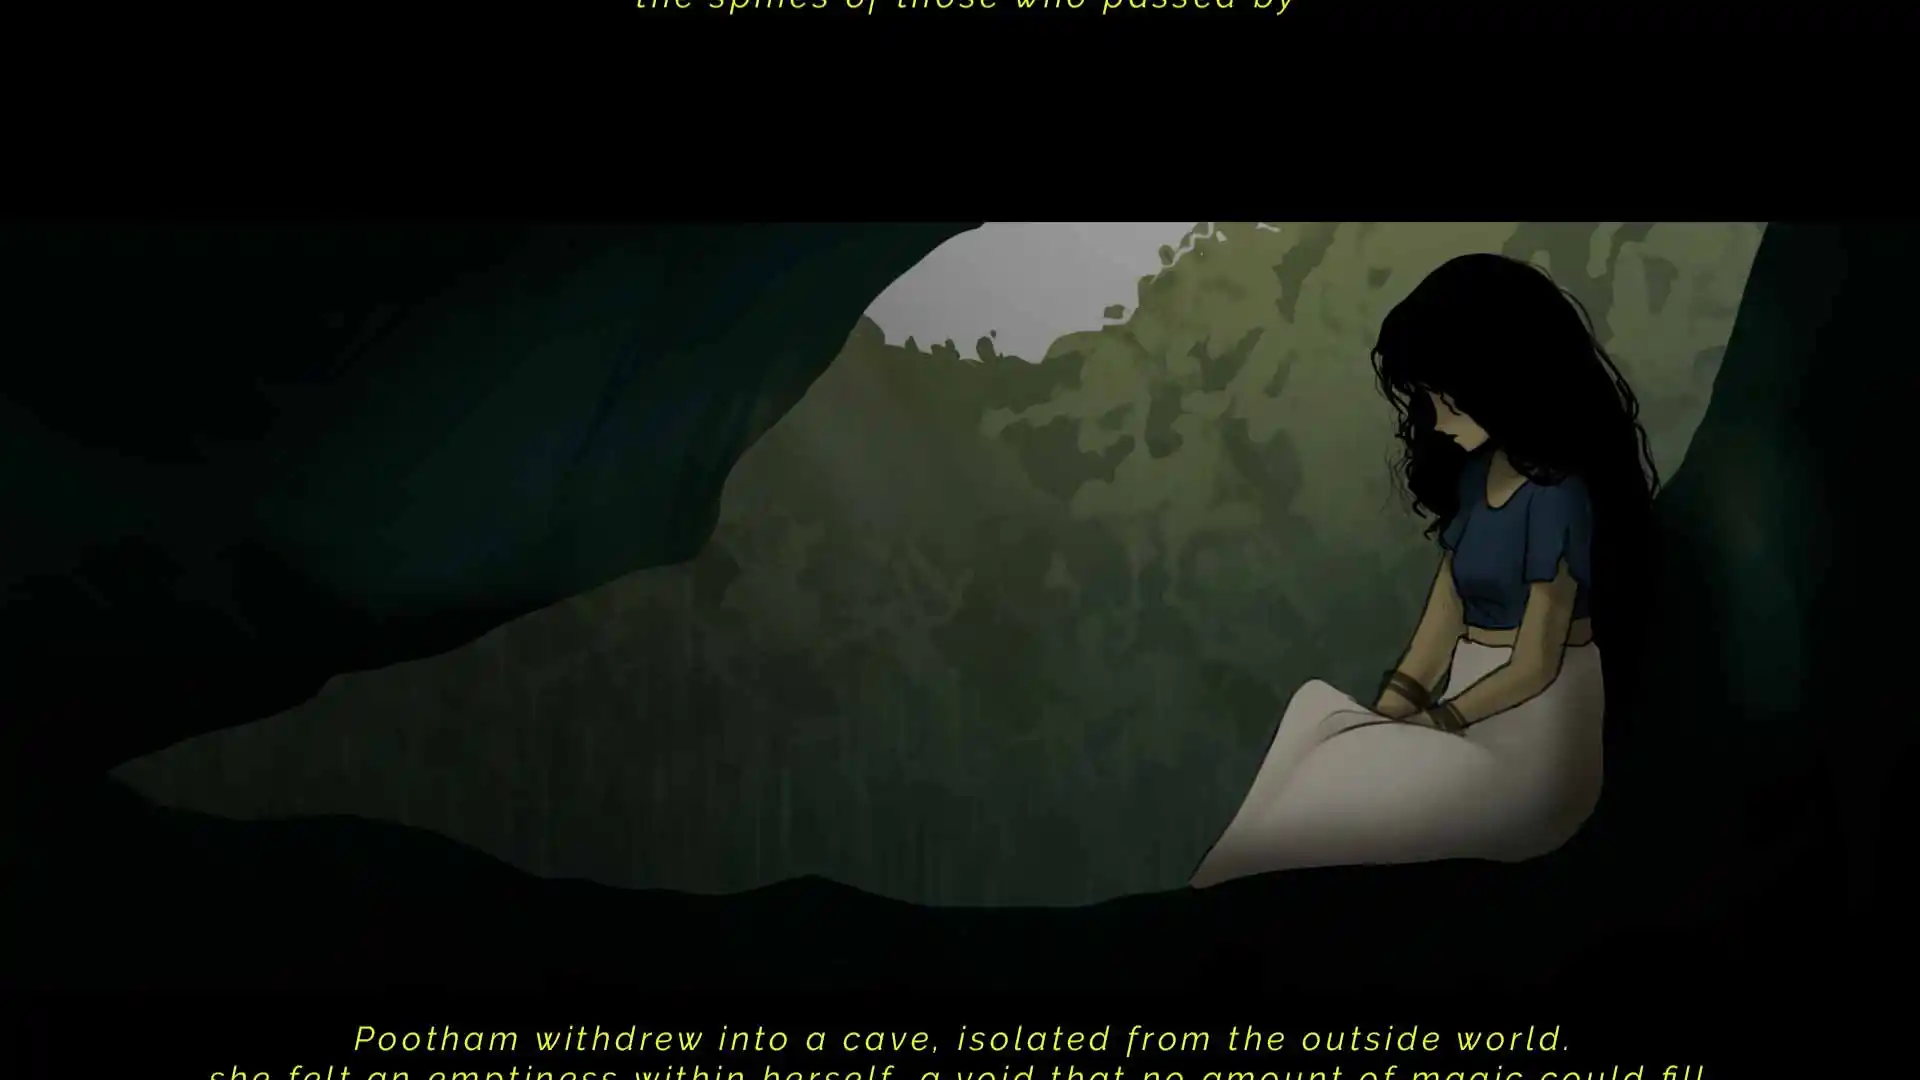 the spines of those who passed by
Pootham withdrew into a cave, isolated from the outside world.
she felt an emptiness within herself, a void that no amount of magic could fill